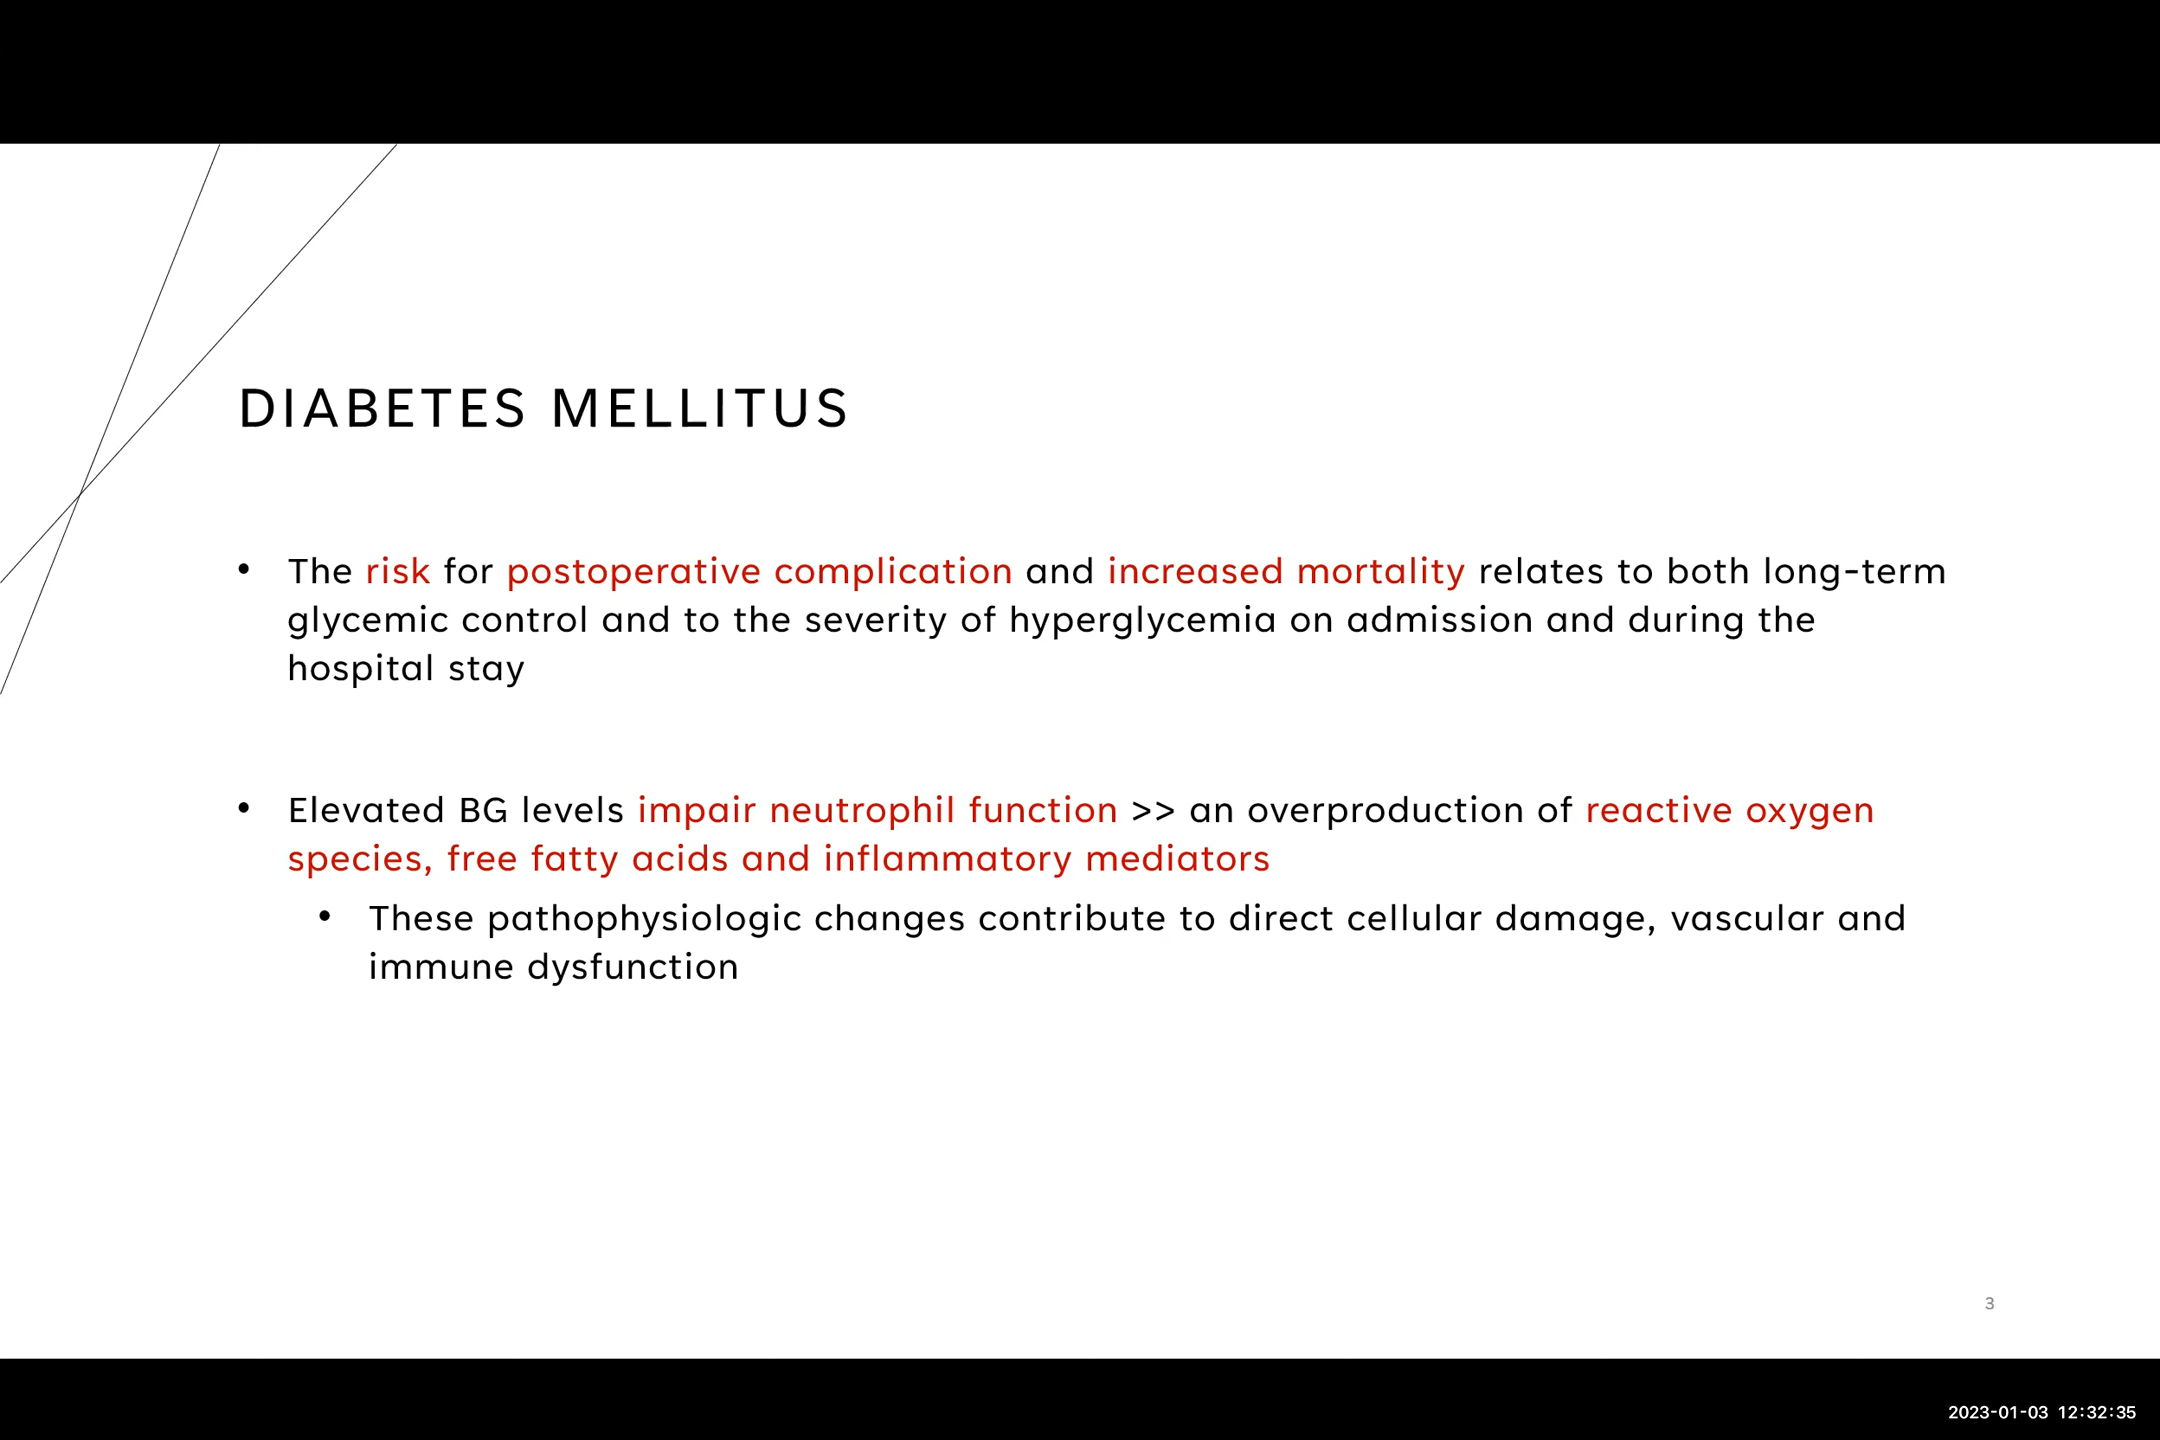 DIABETES MELLITUS
• The risk for postoperative complication and increased mortality relates to both long-term
glycemic control and to the severity of hyperglycemia on admission and during the
hospital stay
• Elevated BG levels impair neutrophil function >> an overproduction of reactive oxygen
species, free fatty acids and inflammatory mediators
• These pathophysiologic changes contribute to direct cellular damage, vascular and
immune dysfunction
3
2023-01-03 12:32:35